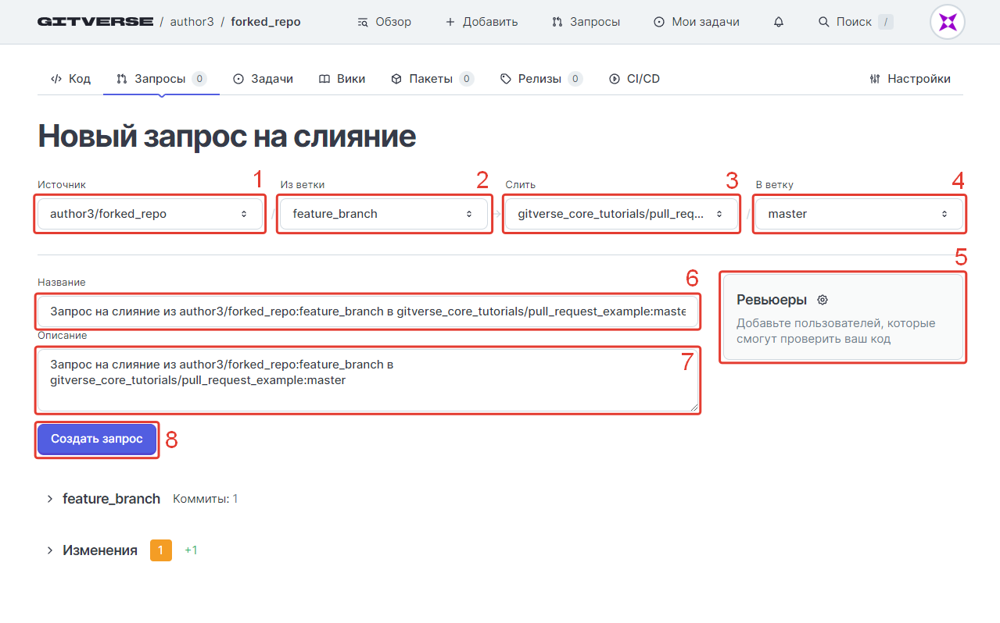 GITVERSE / author3 / forked_repo Обзор Добавить Запросы Мои задачи Поиск /
Код Запросы 0 Задачи Вики Пакеты 0 Релизы 0 CI/CD Настройки
Новый запрос на слияние
Источник 1 Из ветки 2 Слить 3 В ветку 4
author3/forked_repo / feature_branch → gitverse_core_tutorials/pull_req... / master
5
Название 6
Запрос на слияние из author3/forked_repo:feature_branch в gitverse_core_tutorials/pull_request_example:maste
Ревьюеры
Добавьте пользователей, которые
смогут проверить ваш код
Описание
Запрос на слияние из author3/forked_repo:feature_branch в 7
gitverse_core_tutorials/pull_request_example:master
Создать запрос 8
feature_branch Коммиты: 1
Изменения 1 +1